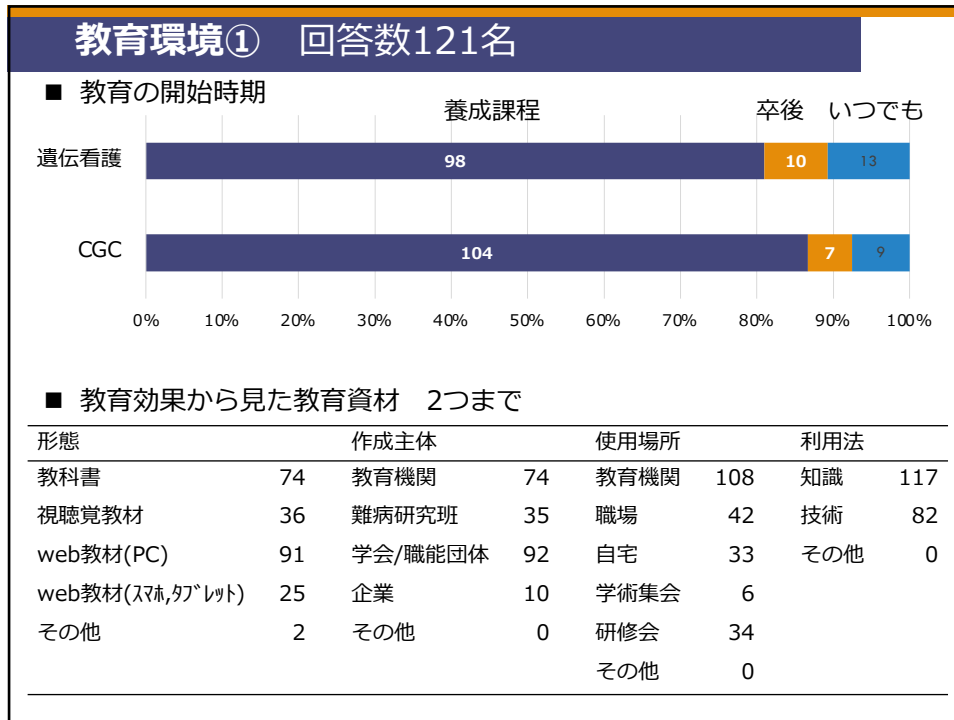 教育環境① 回答数121名
■ 教育の開始時期
養成課程 卒後 いつでも
遺伝看護 98 10 13
CGC 104 7 9
0% 10% 20% 30% 40% 50% 60% 70% 80% 90% 100%
■ 教育効果から見た教育資材 2つまで
形態 作成主体 使用場所 利用法
教科書 74 教育機関 74 教育機関 108 知識 117
視聴覚教材 36 難病研究班 35 職場 42 技術 82
web教材(PC) 91 学会/職能団体 92 自宅 33 その他 0
web教材(ｽﾏﾎ,ﾀﾌﾞﾚｯﾄ) 25 企業 10 学術集会 6
その他 2 その他 0 研修会 34
その他 0